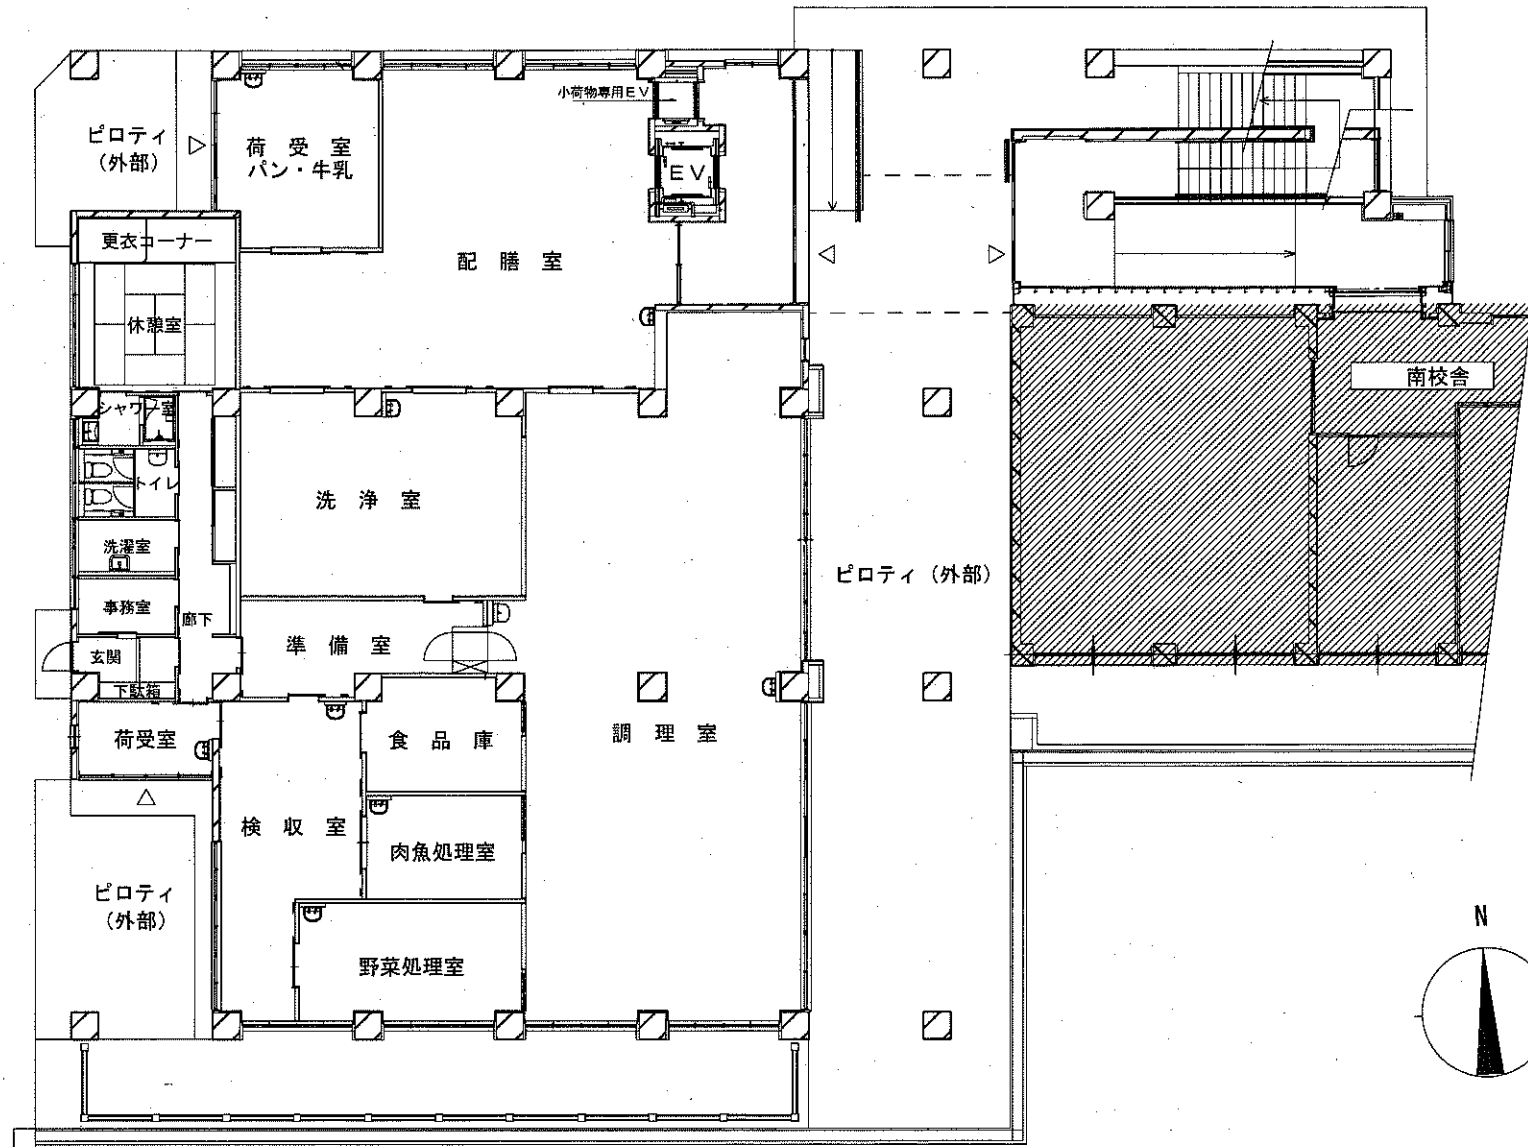 小荷物専用EV
ピロティ
(外部)
荷受室
パン・牛乳
EV
更衣コーナー
配膳室
休憩室
南校舎
シャワー室
トイレ
洗浄室
洗濯室
ピロティ(外部)
事務室
廊下
準備室
玄関
下駄箱
荷受室
食品庫
調理室
検収室
肉魚処理室
ピロティ
(外部)
野菜処理室
N